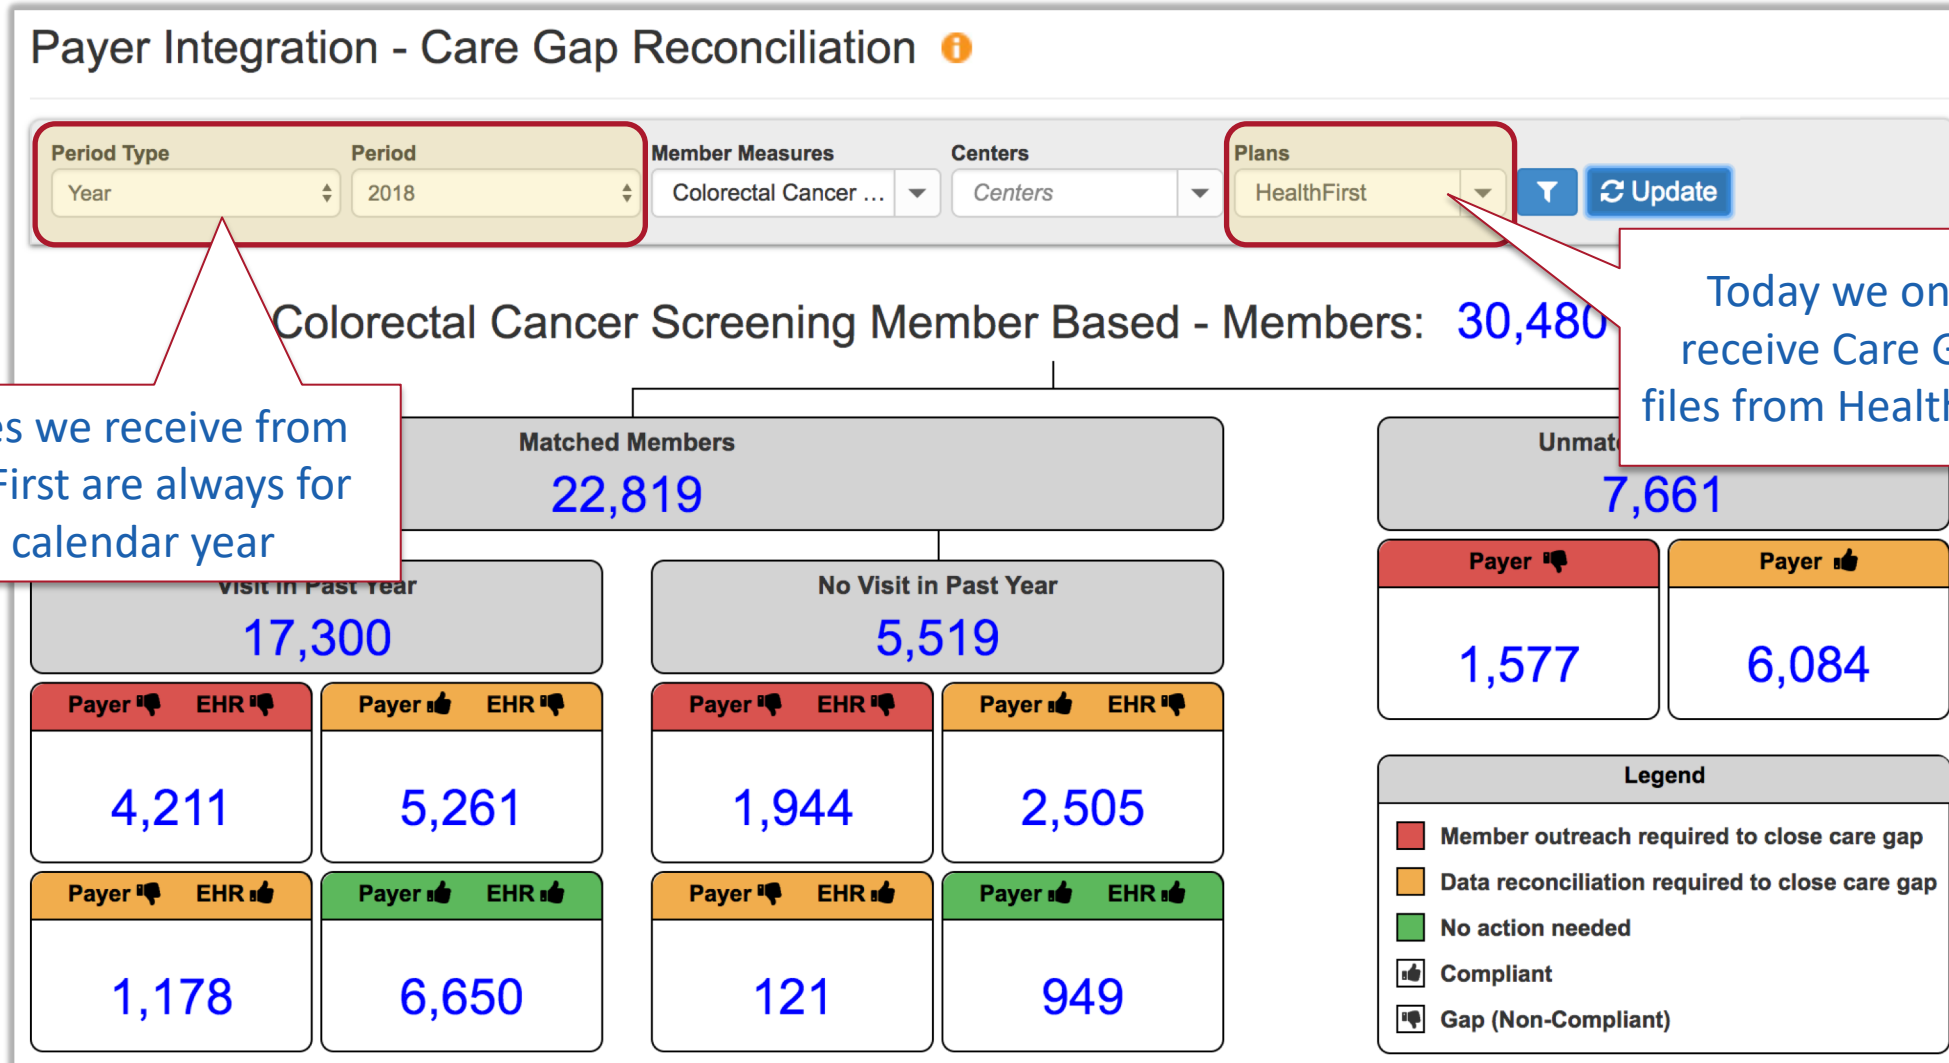 Payer Integration - Care Gap Reconciliation
Period Type Period Member Measures Centers Plans
Year 2018 Colorectal Cancer ... Centers HealthFirst Update
Colorectal Cancer Screening Member Based - Members: 30,480
Today we
receive Care
files from
we receive from
First are always for
calendar year
Matched Members
22,819
7,661
Payer Payer
1,577 6,084
Visit in Past Year No Visit in Past Year
17,300 5,519
Payer EHR Payer EHR Payer EHR Payer EHR
4,211 5,261 1,944 2,505
Payer EHR Payer EHR Payer EHR Payer EHR
1,178 6,650 121 949
Legend
Member outreach required to close care gap
Data reconciliation required to close care gap
No action needed
Compliant
Gap (Non-Compliant)